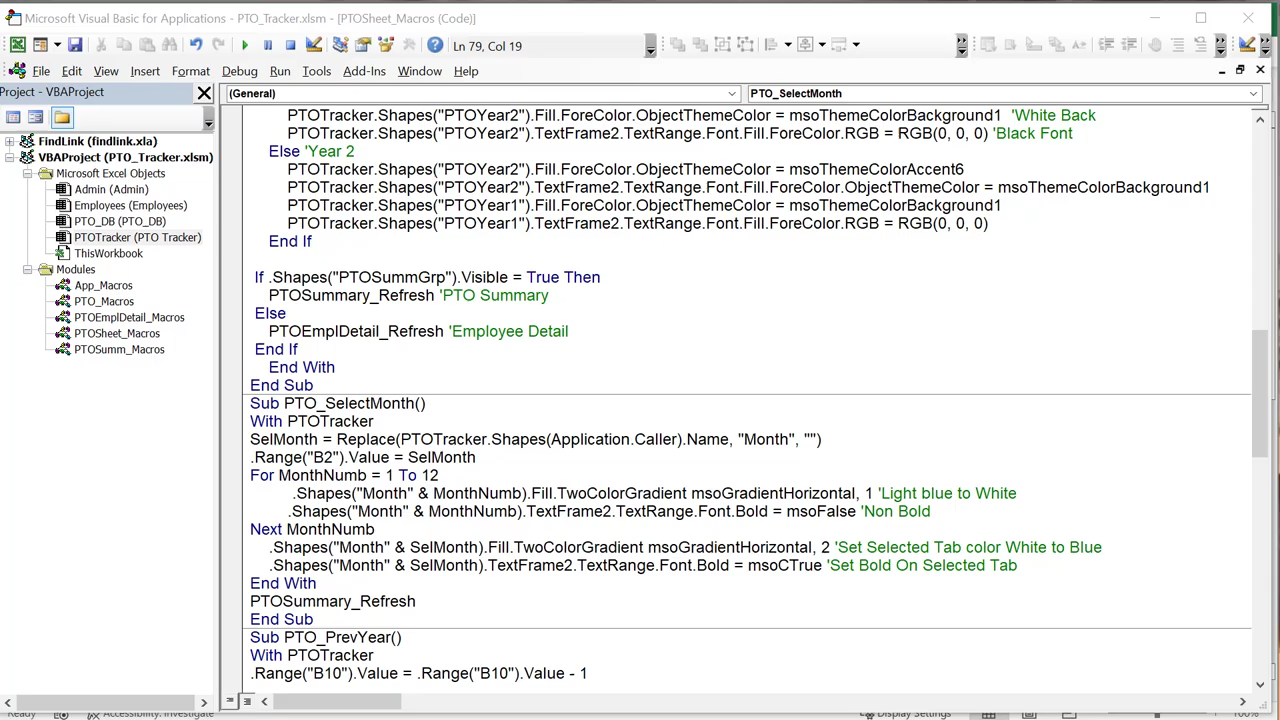 Microsoft Visual Basic for Applications - PTO_Tracker.xlsm - [PTOSheet_Macros (Code)]
Ln 75, Col 19
File Edit View Insert Format Debug Run Tools Add-Ins Window Help
Project - VBAProject
FindLink (findlink.xla)
VBAProject (PTO_Tracker.xlsm)
Microsoft Excel Objects
Admin (Admin)
Employees (Employees)
PTO_DB (PTO_DB)
PTOTracker (PTO Tracker)
ThisWorkbook
Modules
App_Macros
PTO_Macros
PTOEmplDetail_Macros
PTOSheet_Macros
PTOSumm_Macros
(General) PTO_SelectMonth
PTOTracker.Shapes("PTOYear2").Fill.ForeColor.ObjectThemeColor = msoThemeColorBackground1 'White Back
PTOTracker.Shapes("PTOYear2").TextFrame2.TextRange.Font.Fill.ForeColor.RGB = RGB(0, 0, 0) 'Black Font
Else 'Year 2
PTOTracker.Shapes("PTOYear2").Fill.ForeColor.ObjectThemeColor = msoThemeColorAccent6
PTOTracker.Shapes("PTOYear2").TextFrame2.TextRange.Font.Fill.ForeColor.ObjectThemeColor = msoThemeColorBackground1
PTOTracker.Shapes("PTOYear1").Fill.ForeColor.ObjectThemeColor = msoThemeColorBackground1
PTOTracker.Shapes("PTOYear1").TextFrame2.TextRange.Font.Fill.ForeColor.RGB = RGB(0, 0, 0)
End If
If .Shapes("PTOSummGrp").Visible = True Then
PTOSummary_Refresh 'PTO Summary
Else
PTOEmplDetail_Refresh 'Employee Detail
End If
End With
End Sub
Sub PTO_SelectMonth()
With PTOTracker
SelMonth = Replace(PTOTracker.Shapes(Application.Caller).Name, "Month", "")
.Range("B2").Value = SelMonth
For MonthNumb = 1 To 12
.Shapes("Month" & MonthNumb).Fill.TwoColorGradient msoGradientHorizontal, 1 'Light blue to White
.Shapes("Month" & MonthNumb).TextFrame2.TextRange.Font.Bold = msoFalse 'Non Bold
Next MonthNumb
.Shapes("Month" & SelMonth).Fill.TwoColorGradient msoGradientHorizontal, 2 'Set Selected Tab color White to Blue
.Shapes("Month" & SelMonth).TextFrame2.TextRange.Font.Bold = msoCTrue 'Set Bold On Selected Tab
End With
PTOSummary_Refresh
End Sub
Sub PTO_PrevYear()
With PTOTracker
.Range("B10").Value = .Range("B10").Value - 1
Ready Accessibility: Investigate Display Settings 100%